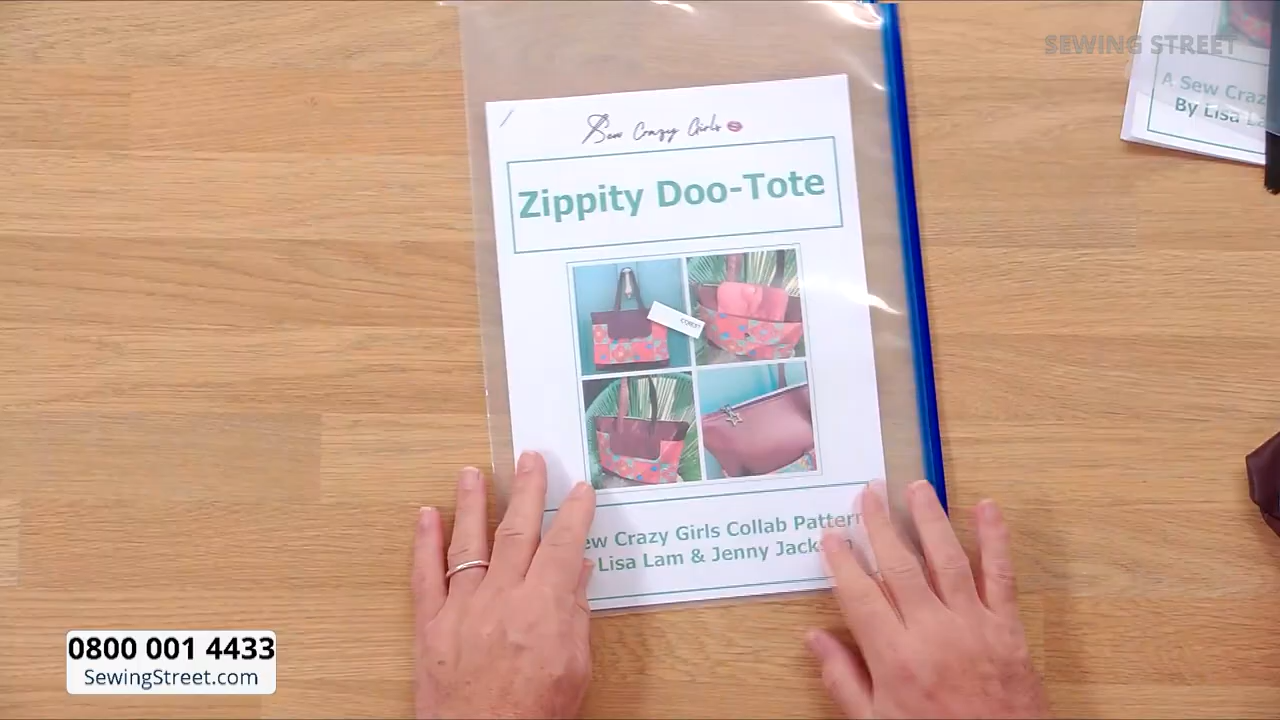 SEWING STREET
Sew Crazy Girls
Zippity Doo-Tote
ew Crazy Girls Collab Pattern
Lisa Lam & Jenny Jack
A Sew Craz
By Lisa La
0800 001 4433
SewingStreet.com